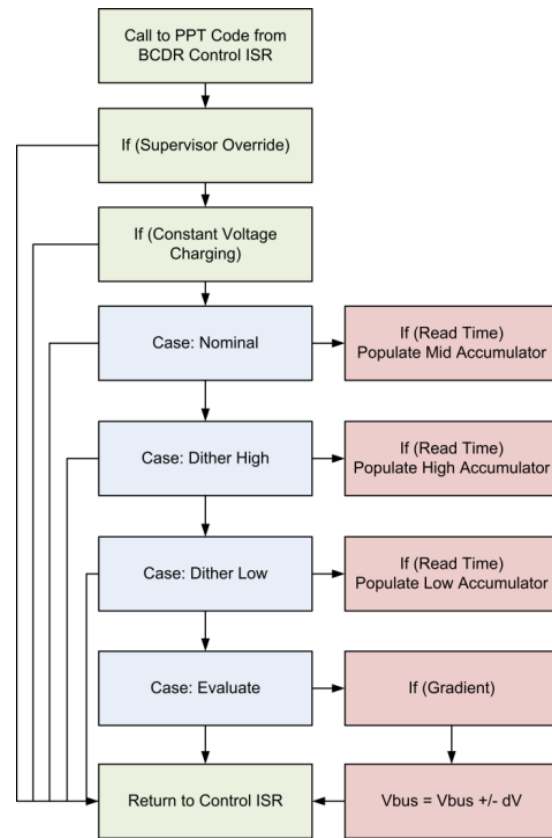 Call to PPT Code from
BCDR Control ISR
If (Supervisor Override)
If (Constant Voltage
Charging)
Case: Nominal
If (Read Time)
Populate Mid Accumulator
Case: Dither High
If (Read Time)
Populate High Accumulator
Case: Dither Low
If (Read Time)
Populate Low Accumulator
Case: Evaluate
If (Gradient)
Return to Control ISR
Vbus = Vbus +/- dV